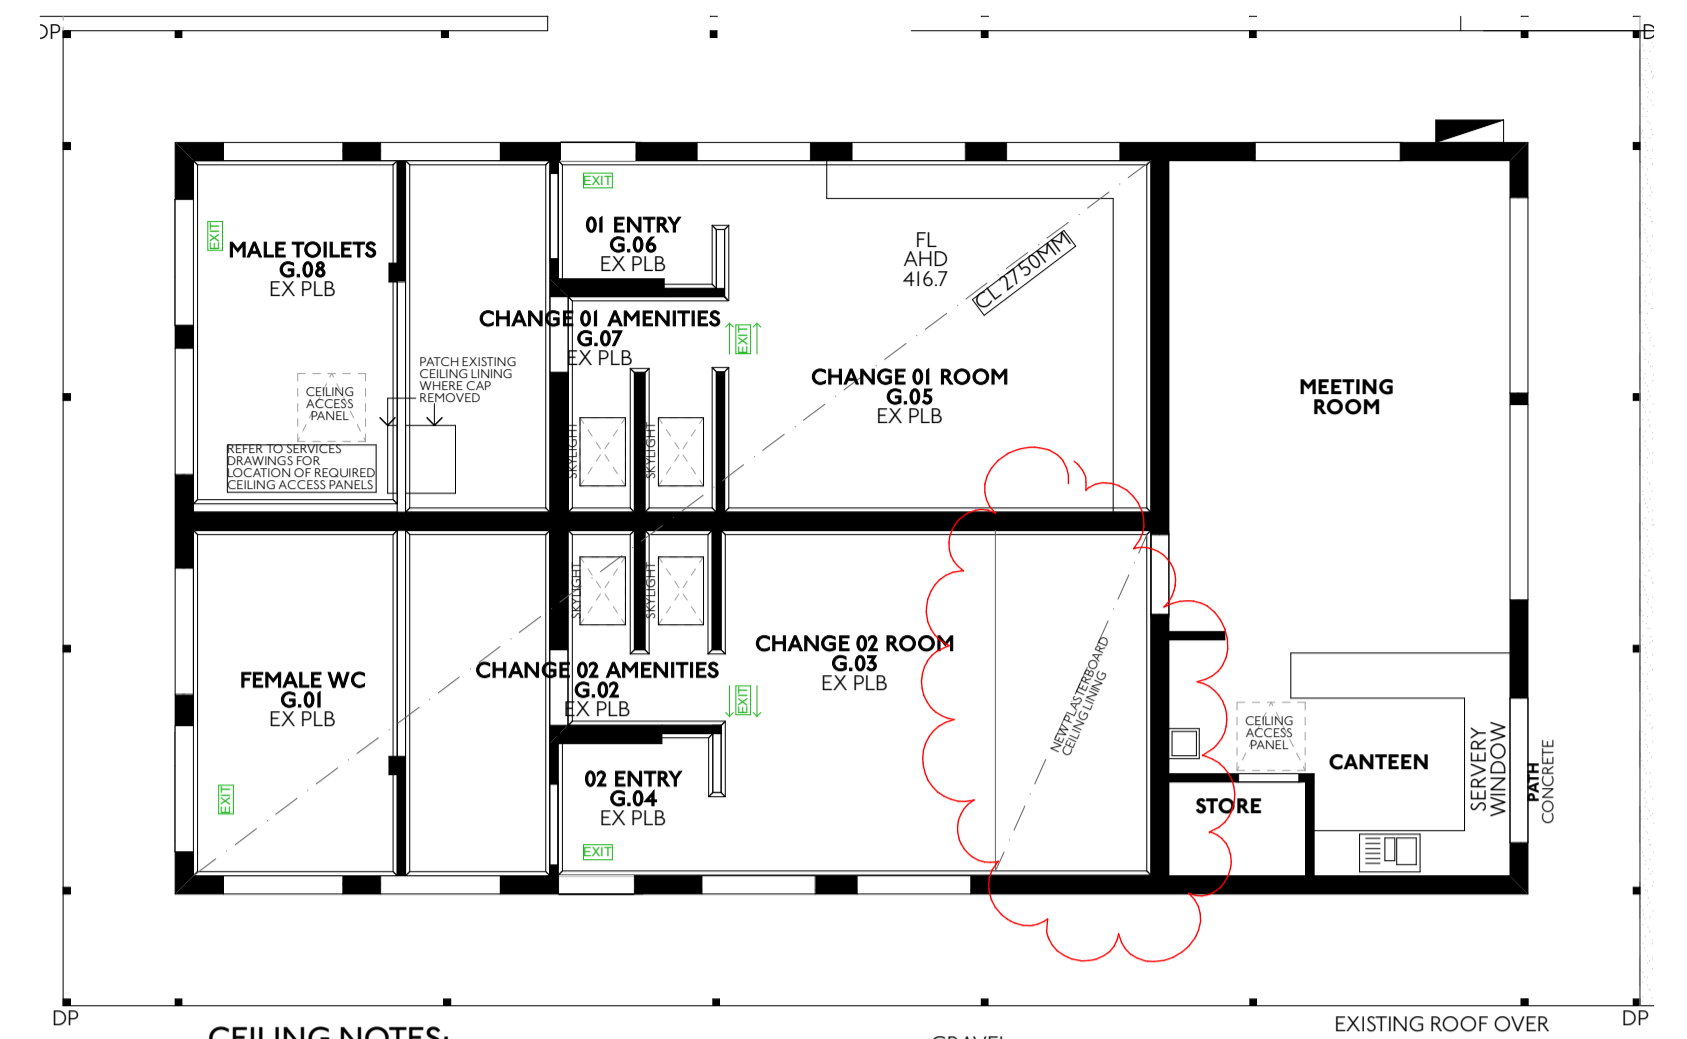 DP
EXIT
01 ENTRY
G.06
EX PLB
EXIT
MALE TOILETS
G.08
EX PLB
FL
AHD
416.7
CL 2750MM
CHANGE 01 AMENITIES
G.07
EX PLB
EXIT
PATCH EXISTING
CEILING LINING
WHERE CAP
REMOVED
CEILING
ACCESS
PANEL
REFER TO SERVICES
DRAWINGS FOR
LOCATION OF REQUIRED
CEILING ACCESS PANELS
CHANGE 01 ROOM
G.05
EX PLB
MEETING
ROOM
SKYLIGHT
SKYLIGHT
SKYLIGHT
SKYLIGHT
FEMALE WC
G.01
EX PLB
CHANGE 02 AMENITIES
G.02
EX PLB
EXIT
CHANGE 02 ROOM
G.03
EX PLB
NEW PLASTERBOARD
CEILING LINING
CEILING
ACCESS
PANEL
CANTEEN
SERVERY
WINDOW
PATH
CONCRETE
EXIT
02 ENTRY
G.04
EX PLB
EXIT
STORE
DP
CEILING NOTES:
GRAVEL
EXISTING ROOF OVER
DP